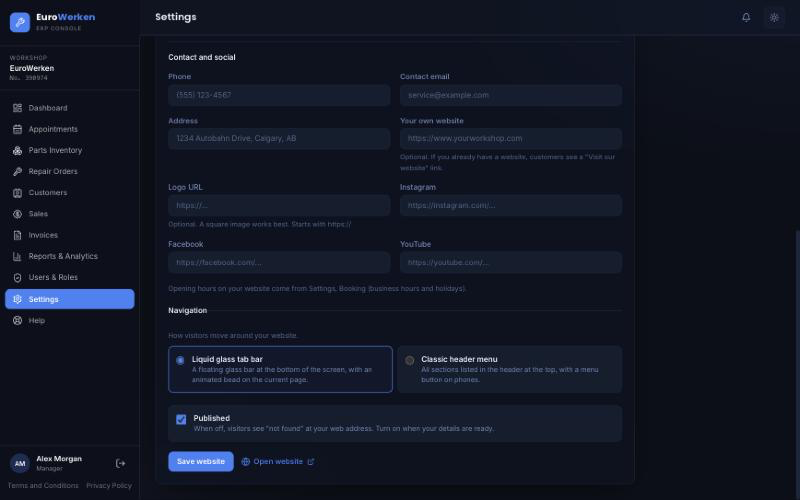 EuroWerken
EXP CONSOLE
WORKSHOP
EuroWerken
No. 390974
Dashboard
Appointments
Parts Inventory
Repair Orders
Customers
Sales
Invoices
Reports & Analytics
Users & Roles
Settings
Help
AM
Alex Morgan
Manager
Terms and Conditions Privacy Policy
Settings
Contact and social
Phone Contact email
(555) 123-4567 service@example.com
Address Your own website
1234 Autobahn Drive, Calgary, AB https://www.yourworkshop.com
Optional. If you already have a website, customers see a "Visit our
website" link.
Logo URL Instagram
https://... https://instagram.com/...
Optional. A square image works best. Starts with https://
Facebook YouTube
https://facebook.com/... https://youtube.com/...
Opening hours on your website come from Settings, Booking (business hours and holidays).
Navigation
How visitors move around your website.
Liquid glass tab bar
A floating glass bar at the bottom of the screen, with an
animated bead on the current page.
Classic header menu
All sections listed in the header at the top, with a menu
button on phones.
Published
When off, visitors see "not found" at your web address. Turn on when your details are ready.
Save website Open website